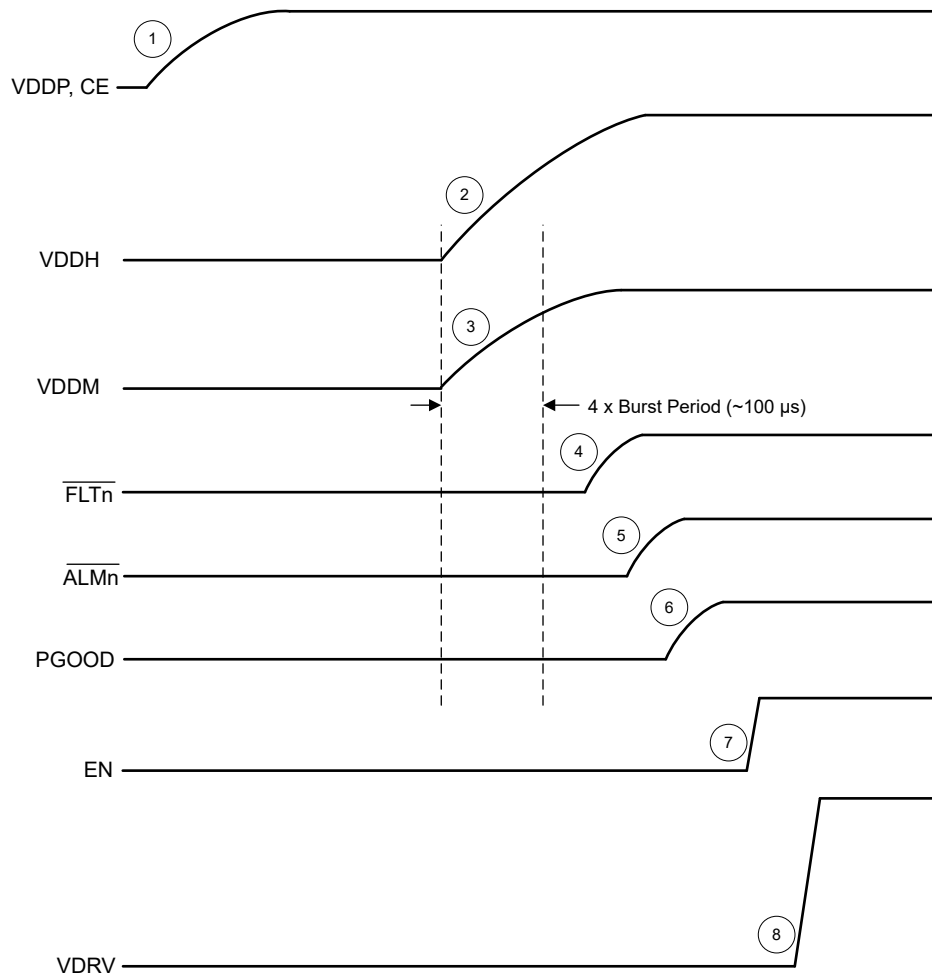 1
VDDP, CE
2
VDDH
3
VDDM
4 x Burst Period (~100 µs)
4
FLTn
5
ALMn
6
PGOOD
7
EN
8
VDRV